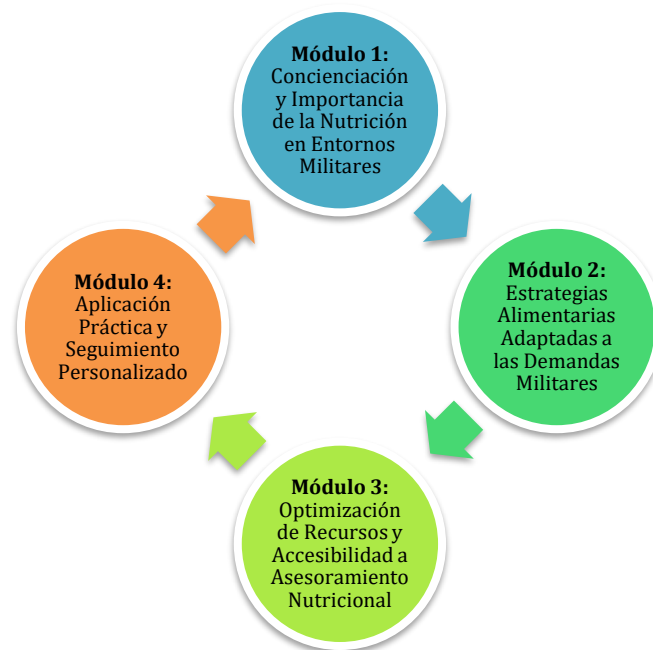 Módulo 1:
Concienciación
y Importancia
de la Nutrición
en Entornos
Militares
Módulo 2:
Estrategias
Alimentarias
Adaptadas a
las Demandas
Militares
Módulo 3:
Optimización
de Recursos y
Accesibilidad a
Asesoramiento
Nutricional
Módulo 4:
Aplicación
Práctica y
Seguimiento
Personalizado